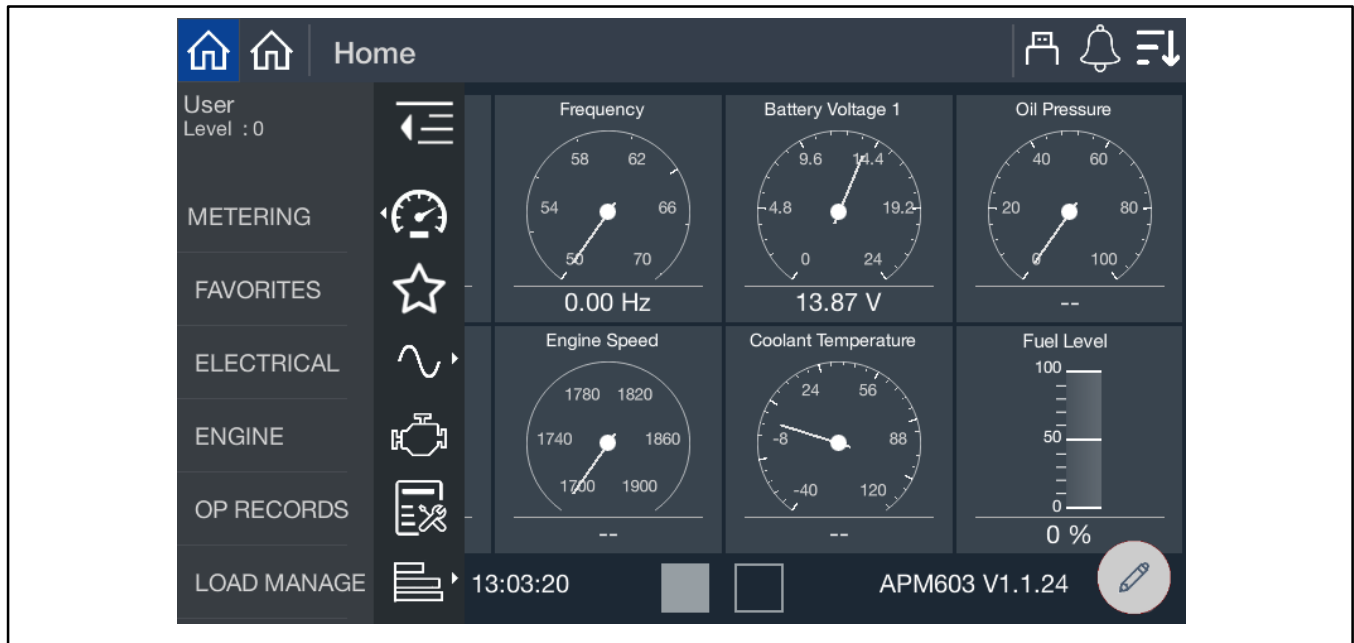 Home
User
Level : 0
METERING
FAVORITES
ELECTRICAL
ENGINE
OP RECORDS
LOAD MANAGE
Frequency
58 62
54 66
50 70
0.00 Hz
Battery Voltage 1
9.6 14.4
4.8 19.2
0 24
13.87 V
Oil Pressure
40 60
20 80
0 100
--
Engine Speed
1780 1820
1740 1860
1700 1900
--
Coolant Temperature
24 56
-8 88
-40 120
--
Fuel Level
100
50
0
0 %
13:03:20
APM603 V1.1.24